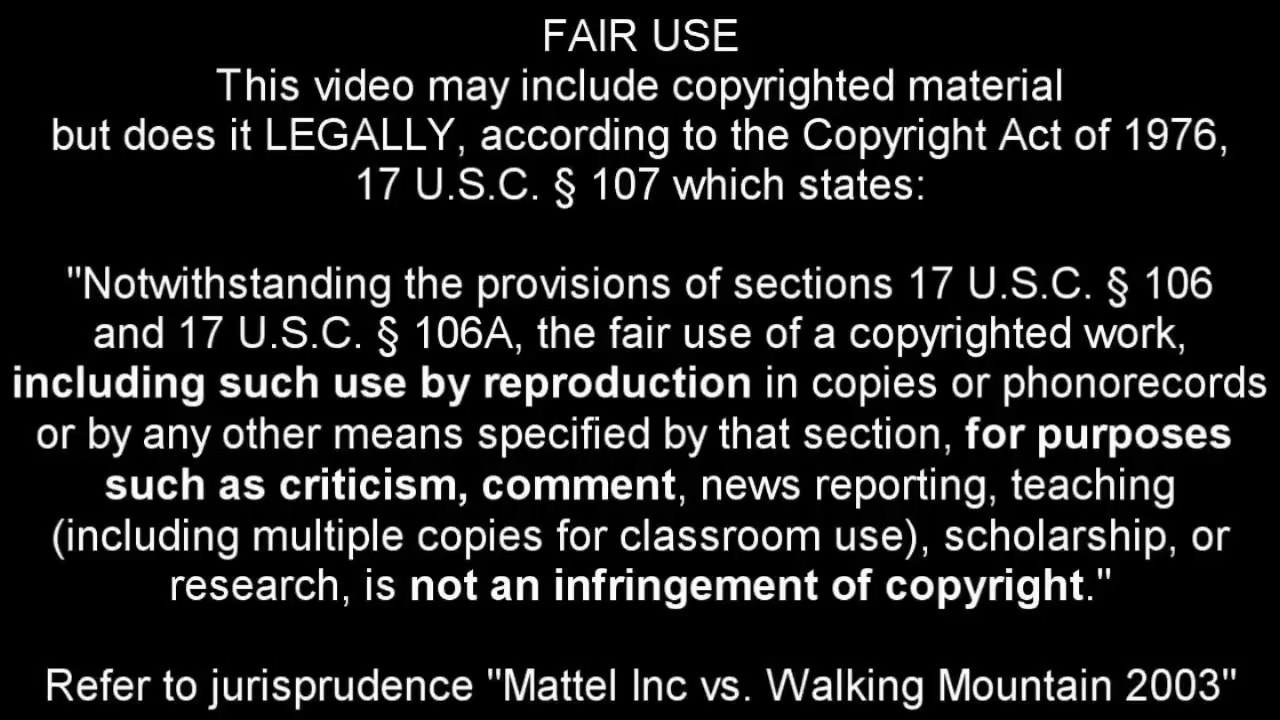 FAIR USE
This video may include copyrighted material
but does it LEGALLY, according to the Copyright Act of 1976,
17 U.S.C. § 107 which states:
"Notwithstanding the provisions of sections 17 U.S.C. § 106
and 17 U.S.C. § 106A, the fair use of a copyrighted work,
including such use by reproduction in copies or phonorecords
or by any other means specified by that section, for purposes
such as criticism, comment, news reporting, teaching
(including multiple copies for classroom use), scholarship, or
research, is not an infringement of copyright."
Refer to jurisprudence "Mattel Inc vs. Walking Mountain 2003"